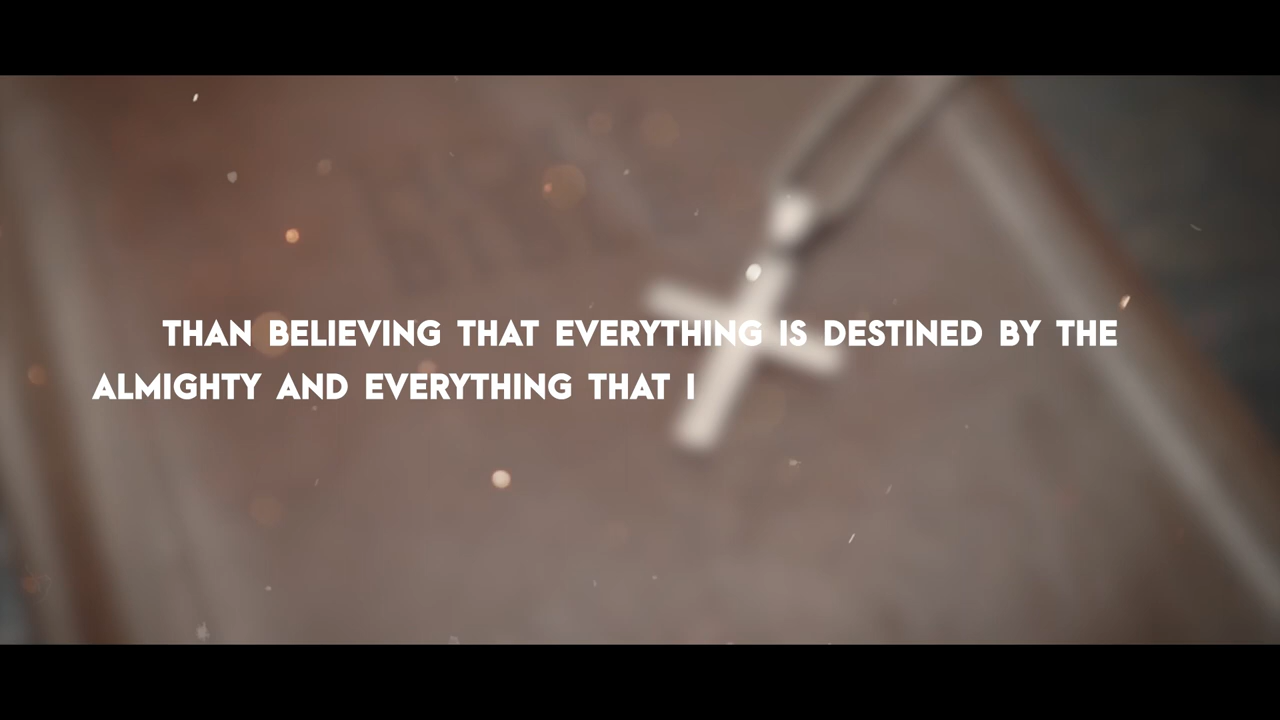 THAN BELIEVING THAT EVERYTHING IS DESTINED BY THE
ALMIGHTY AND EVERYTHING THAT I